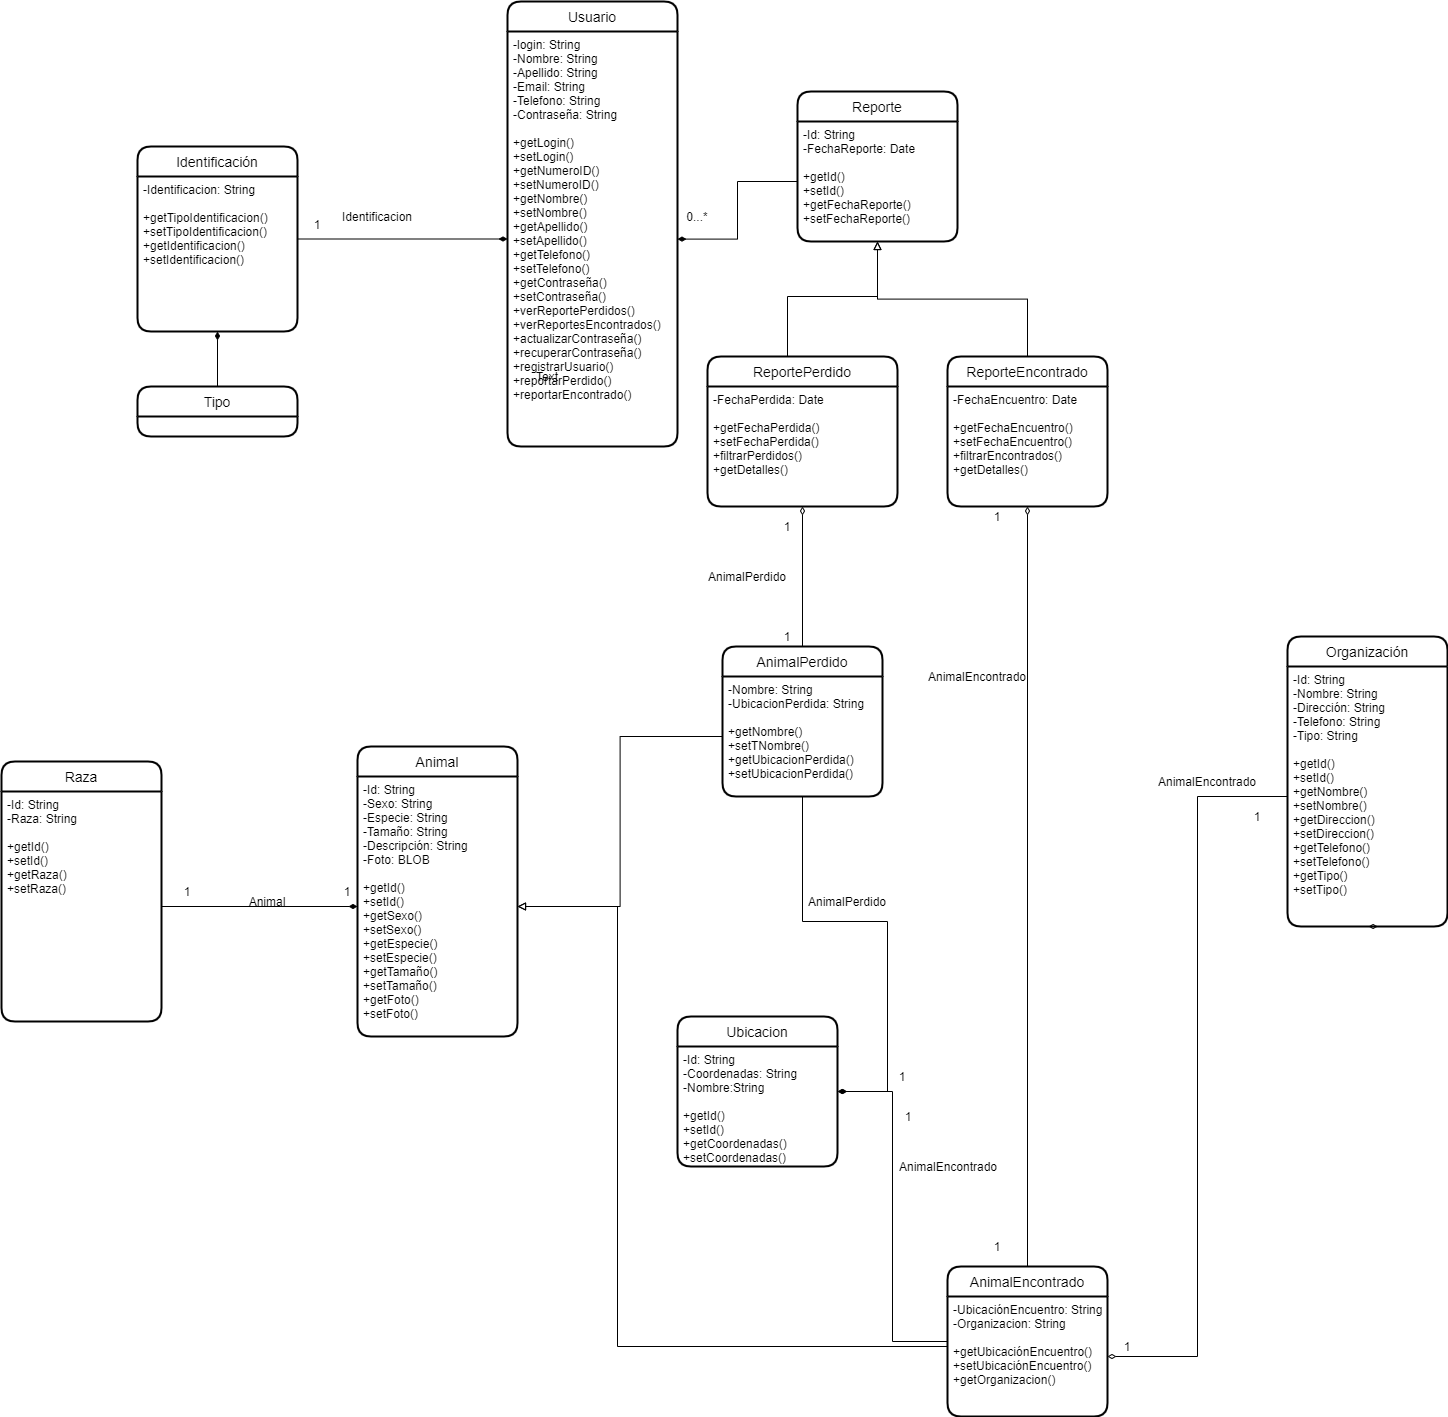 Usuario
-login: String
-Nombre: String
-Apellido: String
-Email: String
-Telefono: String
-Contraseña: String
+getLogin()
+setLogin()
+getNumeroID()
+setNumeroID()
+getNombre()
+setNombre()
+getApellido()
+setApellido()
+getTelefono()
+setTelefono()
+getContraseña()
+setContraseña()
+verReportePerdidos()
+verReportesEncontrados()
+actualizarContraseña()
+recuperarContraseña()
+registrarUsuario()
Text
+reportarPerdido()
+reportarEncontrado()
Reporte
-Id: String
-FechaReporte: Date
+getId()
+setId()
+getFechaReporte()
+setFechaReporte()
Identificación
-Identificacion: String
+getTipoIdentificacion()
+setTipoIdentificacion()
+getIdentificacion()
+setIdentificacion()
1
Identificacion
0...*
Tipo
ReportePerdido
-FechaPerdida: Date
+getFechaPerdida()
+setFechaPerdida()
+filtrarPerdidos()
+getDetalles()
ReporteEncontrado
-FechaEncuentro: Date
+getFechaEncuentro()
+setFechaEncuentro()
+filtrarEncontrados()
+getDetalles()
1
1
AnimalPerdido
1
AnimalPerdido
-Nombre: String
-UbicacionPerdida: String
+getNombre()
+setTNombre()
+getUbicacionPerdida()
+setUbicacionPerdida()
AnimalEncontrado
Organización
-Id: String
-Nombre: String
-Dirección: String
-Telefono: String
-Tipo: String
+getId()
+setId()
+getNombre()
+setNombre()
+getDireccion()
+setDireccion()
+getTelefono()
+setTelefono()
+getTipo()
+setTipo()
AnimalEncontrado
1
Raza
-Id: String
-Raza: String
+getId()
+setId()
+getRaza()
+setRaza()
1
Animal
1
Animal
-Id: String
-Sexo: String
-Especie: String
-Tamaño: String
-Descripción: String
-Foto: BLOB
+getId()
+setId()
+getSexo()
+setSexo()
+getEspecie()
+setEspecie()
+getTamaño()
+setTamaño()
+getFoto()
+setFoto()
AnimalPerdido
Ubicacion
-Id: String
-Coordenadas: String
-Nombre:String
+getId()
+setId()
+getCoordenadas()
+setCoordenadas()
1
1
AnimalEncontrado
1
AnimalEncontrado
-UbicaciónEncuentro: String
-Organizacion: String
+getUbicaciónEncuentro()
+setUbicaciónEncuentro()
+getOrganizacion()
1